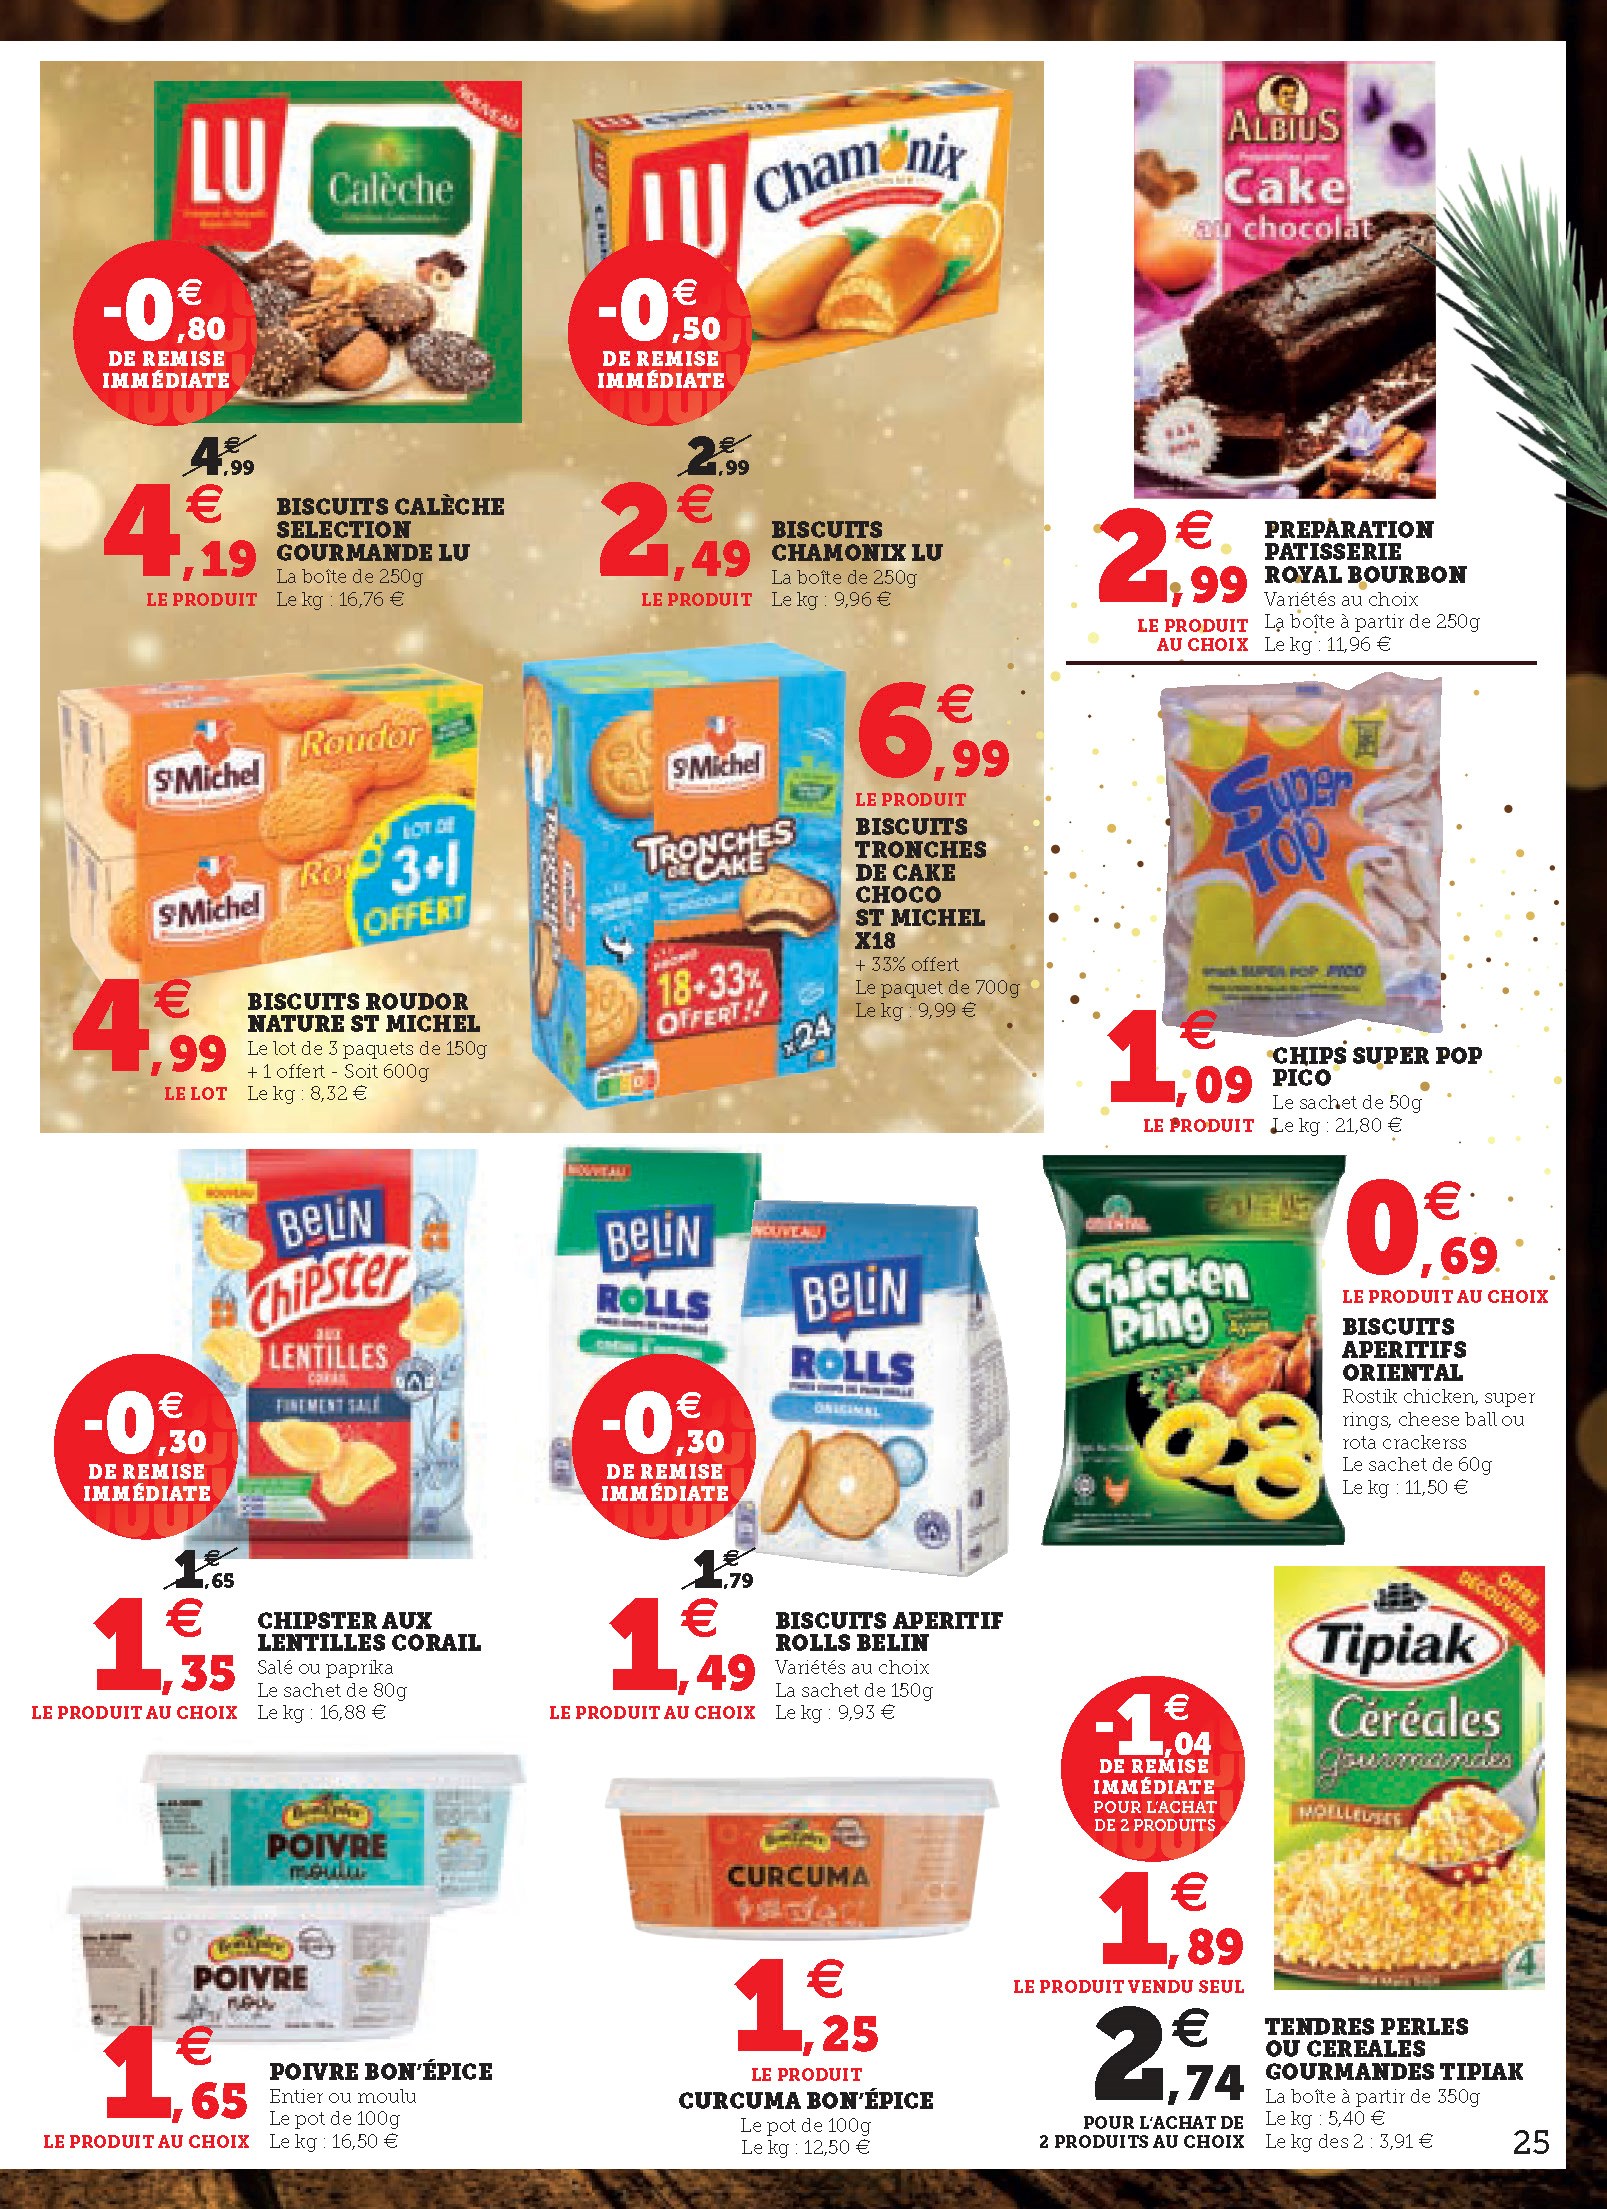 NOUVEAU
LU
Calèche
-0€,80
DE REMISE
IMMÉDIATE
4€,99
4€,19
LE PRODUIT
BISCUITS CALÈCHE
SELECTION
GOURMANDE LU
La boîte de 250g
Le kg : 16,76 €
LU
Chamonix
-0€,50
DE REMISE
IMMÉDIATE
2€,99
2€,49
LE PRODUIT
BISCUITS
CHAMONIX LU
La boîte de 250g
Le kg : 9,96 €
ALBIUS
Cake
au chocolat
2€,99
LE PRODUIT
AU CHOIX
PREPARATION
PATISSERIE
ROYAL BOURBON
Variétés au choix
La boîte à partir de 250g
Le kg : 11,96 €
St Michel
Roudor
St Michel
LOT DE
3+1
OFFERT
4€,99
LE LOT
BISCUITS ROUDOR
NATURE ST MICHEL
Le lot de 3 paquets de 150g
+ 1 offert - Soit 600g
Le kg : 8,32 €
St Michel
TRONCHES
DE CAKE
18+33%
OFFERT!!
x24
6€,99
LE PRODUIT
BISCUITS
TRONCHES
DE CAKE
CHOCO
ST MICHEL
X18
+ 33% offert
Le paquet de 700g
Le kg : 9,99 €
Super
Pop
Snack SUPER POP PICO
1€,09
LE PRODUIT
CHIPS SUPER POP
PICO
Le sachet de 50g
Le kg : 21,80 €
NOUVEAU
BELIN
Chipster
AUX
LENTILLES
CORAIL
FINEMENT SALÉ
-0€,30
DE REMISE
IMMÉDIATE
1€,65
1€,35
LE PRODUIT AU CHOIX
CHIPSTER AUX
LENTILLES CORAIL
Salé ou paprika
Le sachet de 80g
Le kg : 16,88 €
NOUVEAU
BELIN
ROLLS
NOUVEAU
BELIN
ROLLS
ORIGINAL
-0€,30
DE REMISE
IMMÉDIATE
1€,79
1€,49
LE PRODUIT AU CHOIX
BISCUITS APERITIF
ROLLS BELIN
Variétés au choix
La sachet de 150g
Le kg : 9,93 €
ORIENTAL
Chicken
Ring
0€,69
LE PRODUIT AU CHOIX
BISCUITS
APERITIFS
ORIENTAL
Rostik chicken, super
rings, cheese ball ou
rota crackerss
Le sachet de 60g
Le kg : 11,50 €
Bon'Épice
POIVRE
moulu
Bon'Épice
POIVRE
1€,65
LE PRODUIT AU CHOIX
POIVRE BON'ÉPICE
Entier ou moulu
Le pot de 100g
Le kg : 16,50 €
Bon'Épice
CURCUMA
1€,25
LE PRODUIT
CURCUMA BON'ÉPICE
Le pot de 100g
Le kg : 12,50 €
OFFRE
DÉCOUVERTE
Tipiak
Céréales
Gourmandes
MOELLEUSES
4
-1€,04
DE REMISE
IMMÉDIATE
POUR L'ACHAT
DE 2 PRODUITS
1€,89
LE PRODUIT VENDU SEUL
2€,74
POUR L'ACHAT DE
2 PRODUITS AU CHOIX
TENDRES PERLES
OU CEREALES
GOURMANDES TIPIAK
La boîte à partir de 350g
Le kg : 5,40 €
Le kg des 2 : 3,91 €
25